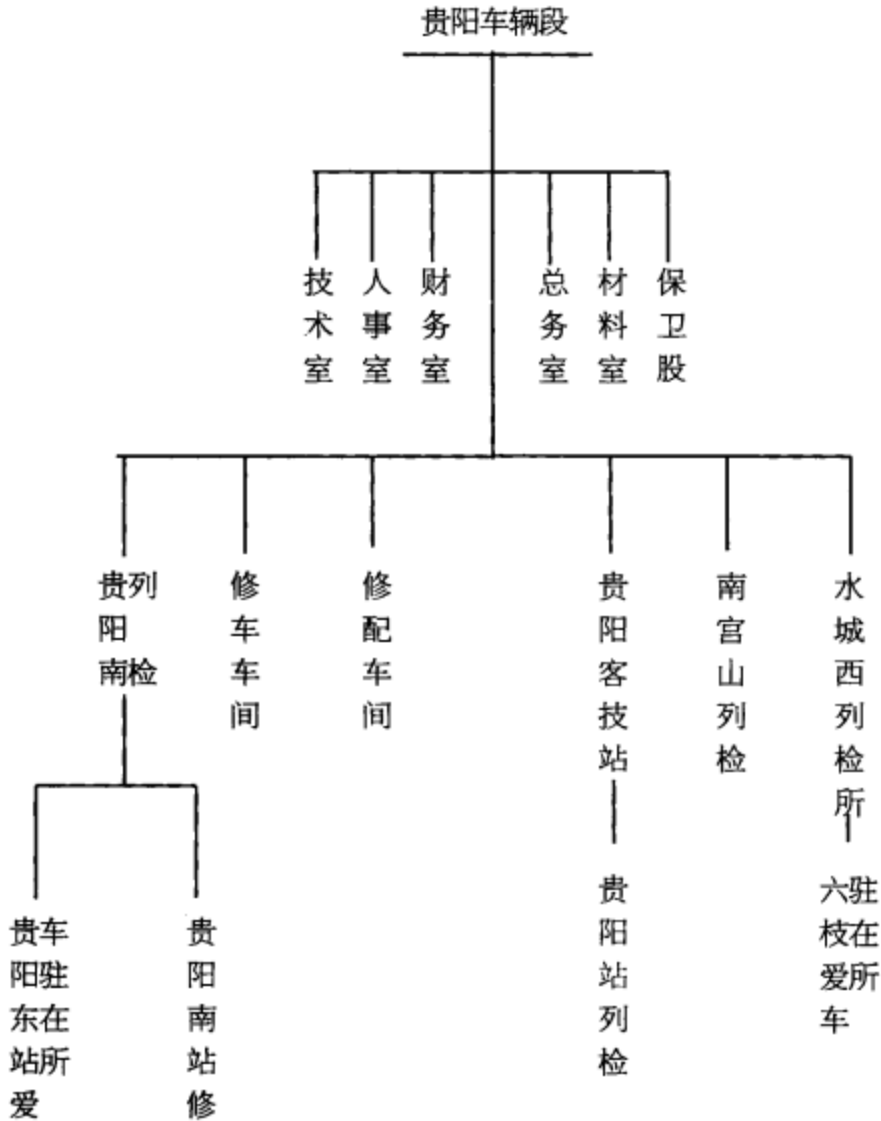 贵阳车辆段
技术室
人事室
财务室
总务室
材料室
保卫股
贵阳南列检
修车车间
修配车间
贵阳客技站
南宫山列检
水城西列检所
贵阳东站爱车驻在所
贵阳南站修
贵阳站列检
六枝爱车驻在所